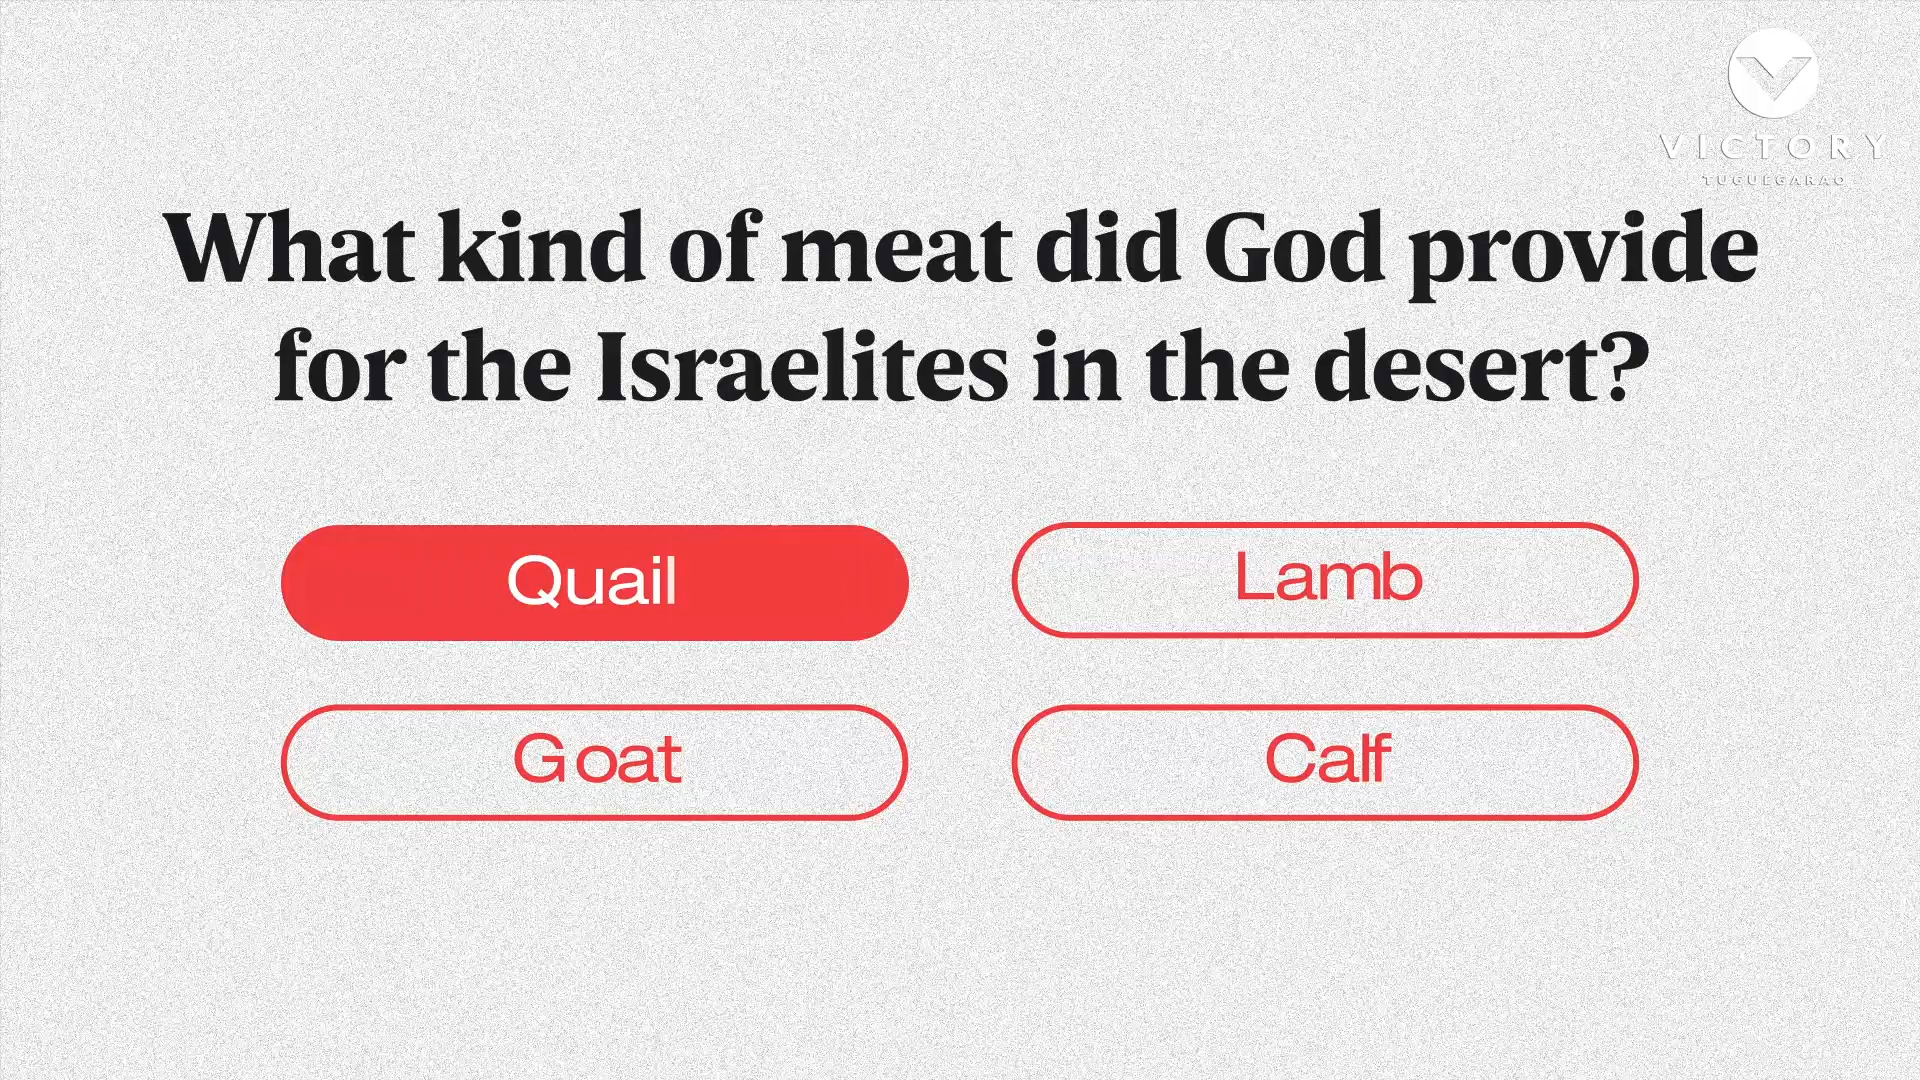 VICTORY
TUGUEGARAO
What kind of meat did God provide
for the Israelites in the desert?
Quail
Lamb
Goat
Calf